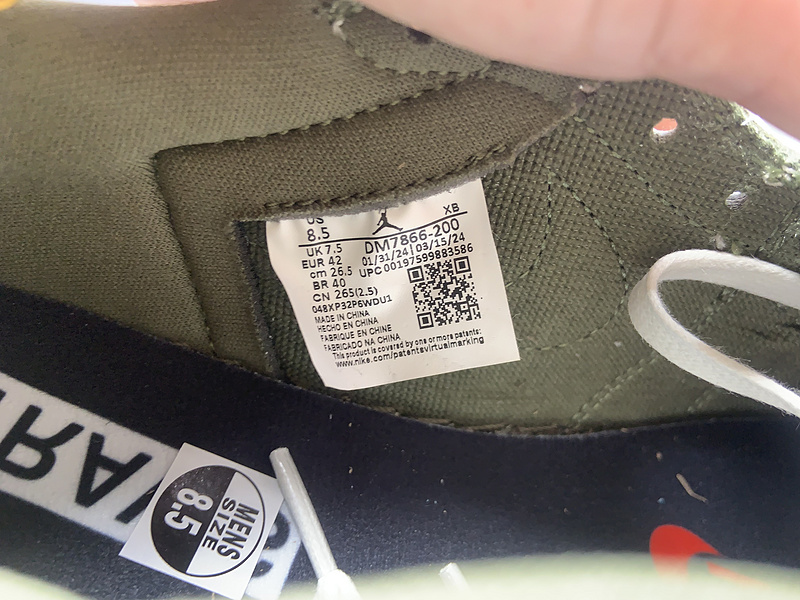 US
XB
8.5
UK 7.5
DM7866-200
EUR 42
01/31/24 | 03/15/24
cm 26.5
UPC 00197599883586
BR 40
CN 265(2.5)
048XP32P6WDU1
MADE IN CHINA
HECHO EN CHINA
FABRIQUE EN CHINE
FABRICADO NA CHINA
This product is covered by one or more patents:
www.nike.com/patentsvirtualmarking
MENS
SIZE
8.5